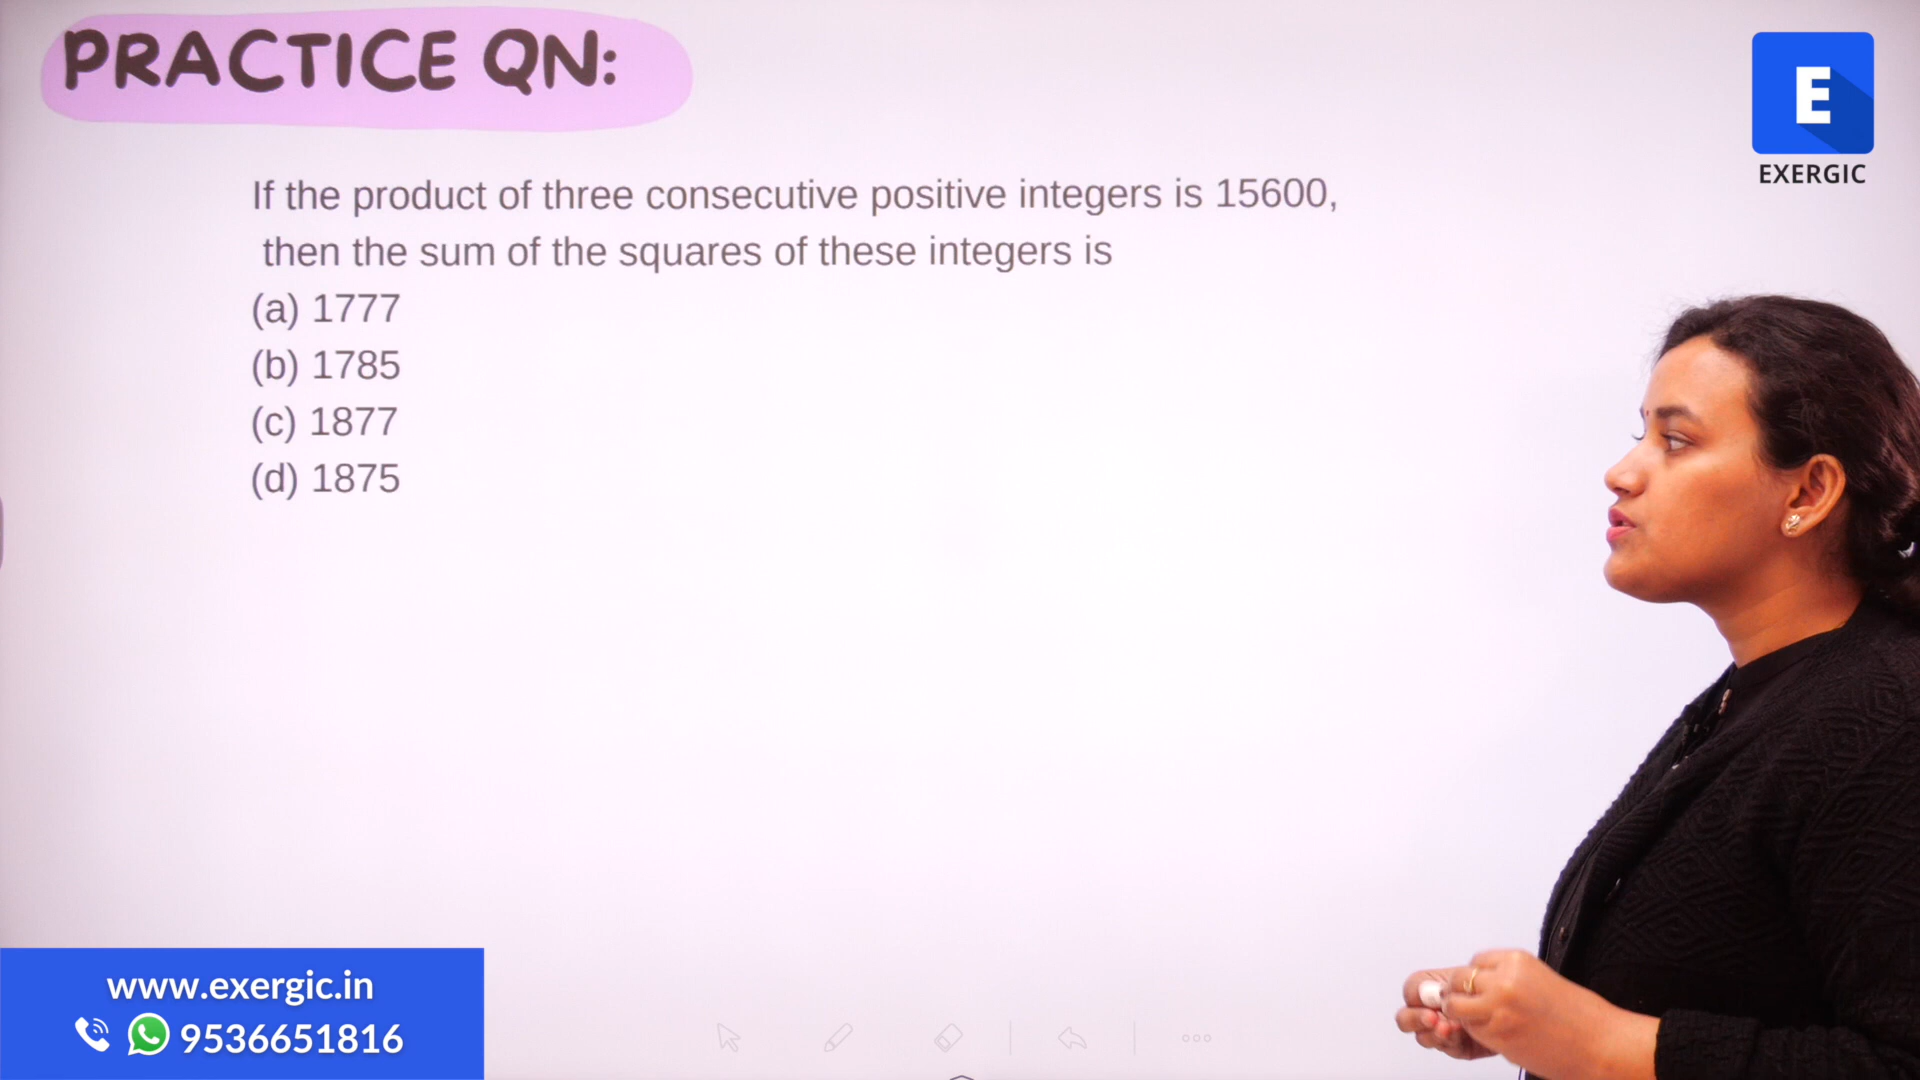 PRACTICE QN:
E
EXERGIC
If the product of three consecutive positive integers is 15600,
then the sum of the squares of these integers is
(a) 1777
(b) 1785
(c) 1877
(d) 1875
www.exergic.in
9536651816